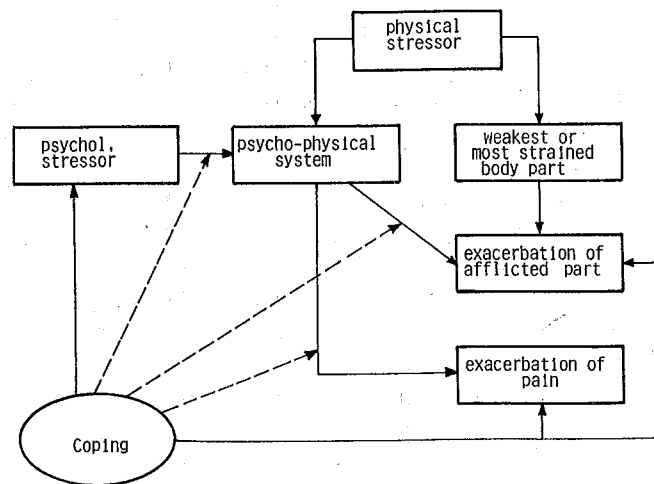 physical
stressor
psychol.
stressor
psycho-physical
system
weakest or
most strained
body part
exacerbation of
afflicted part
exacerbation of
pain
Coping